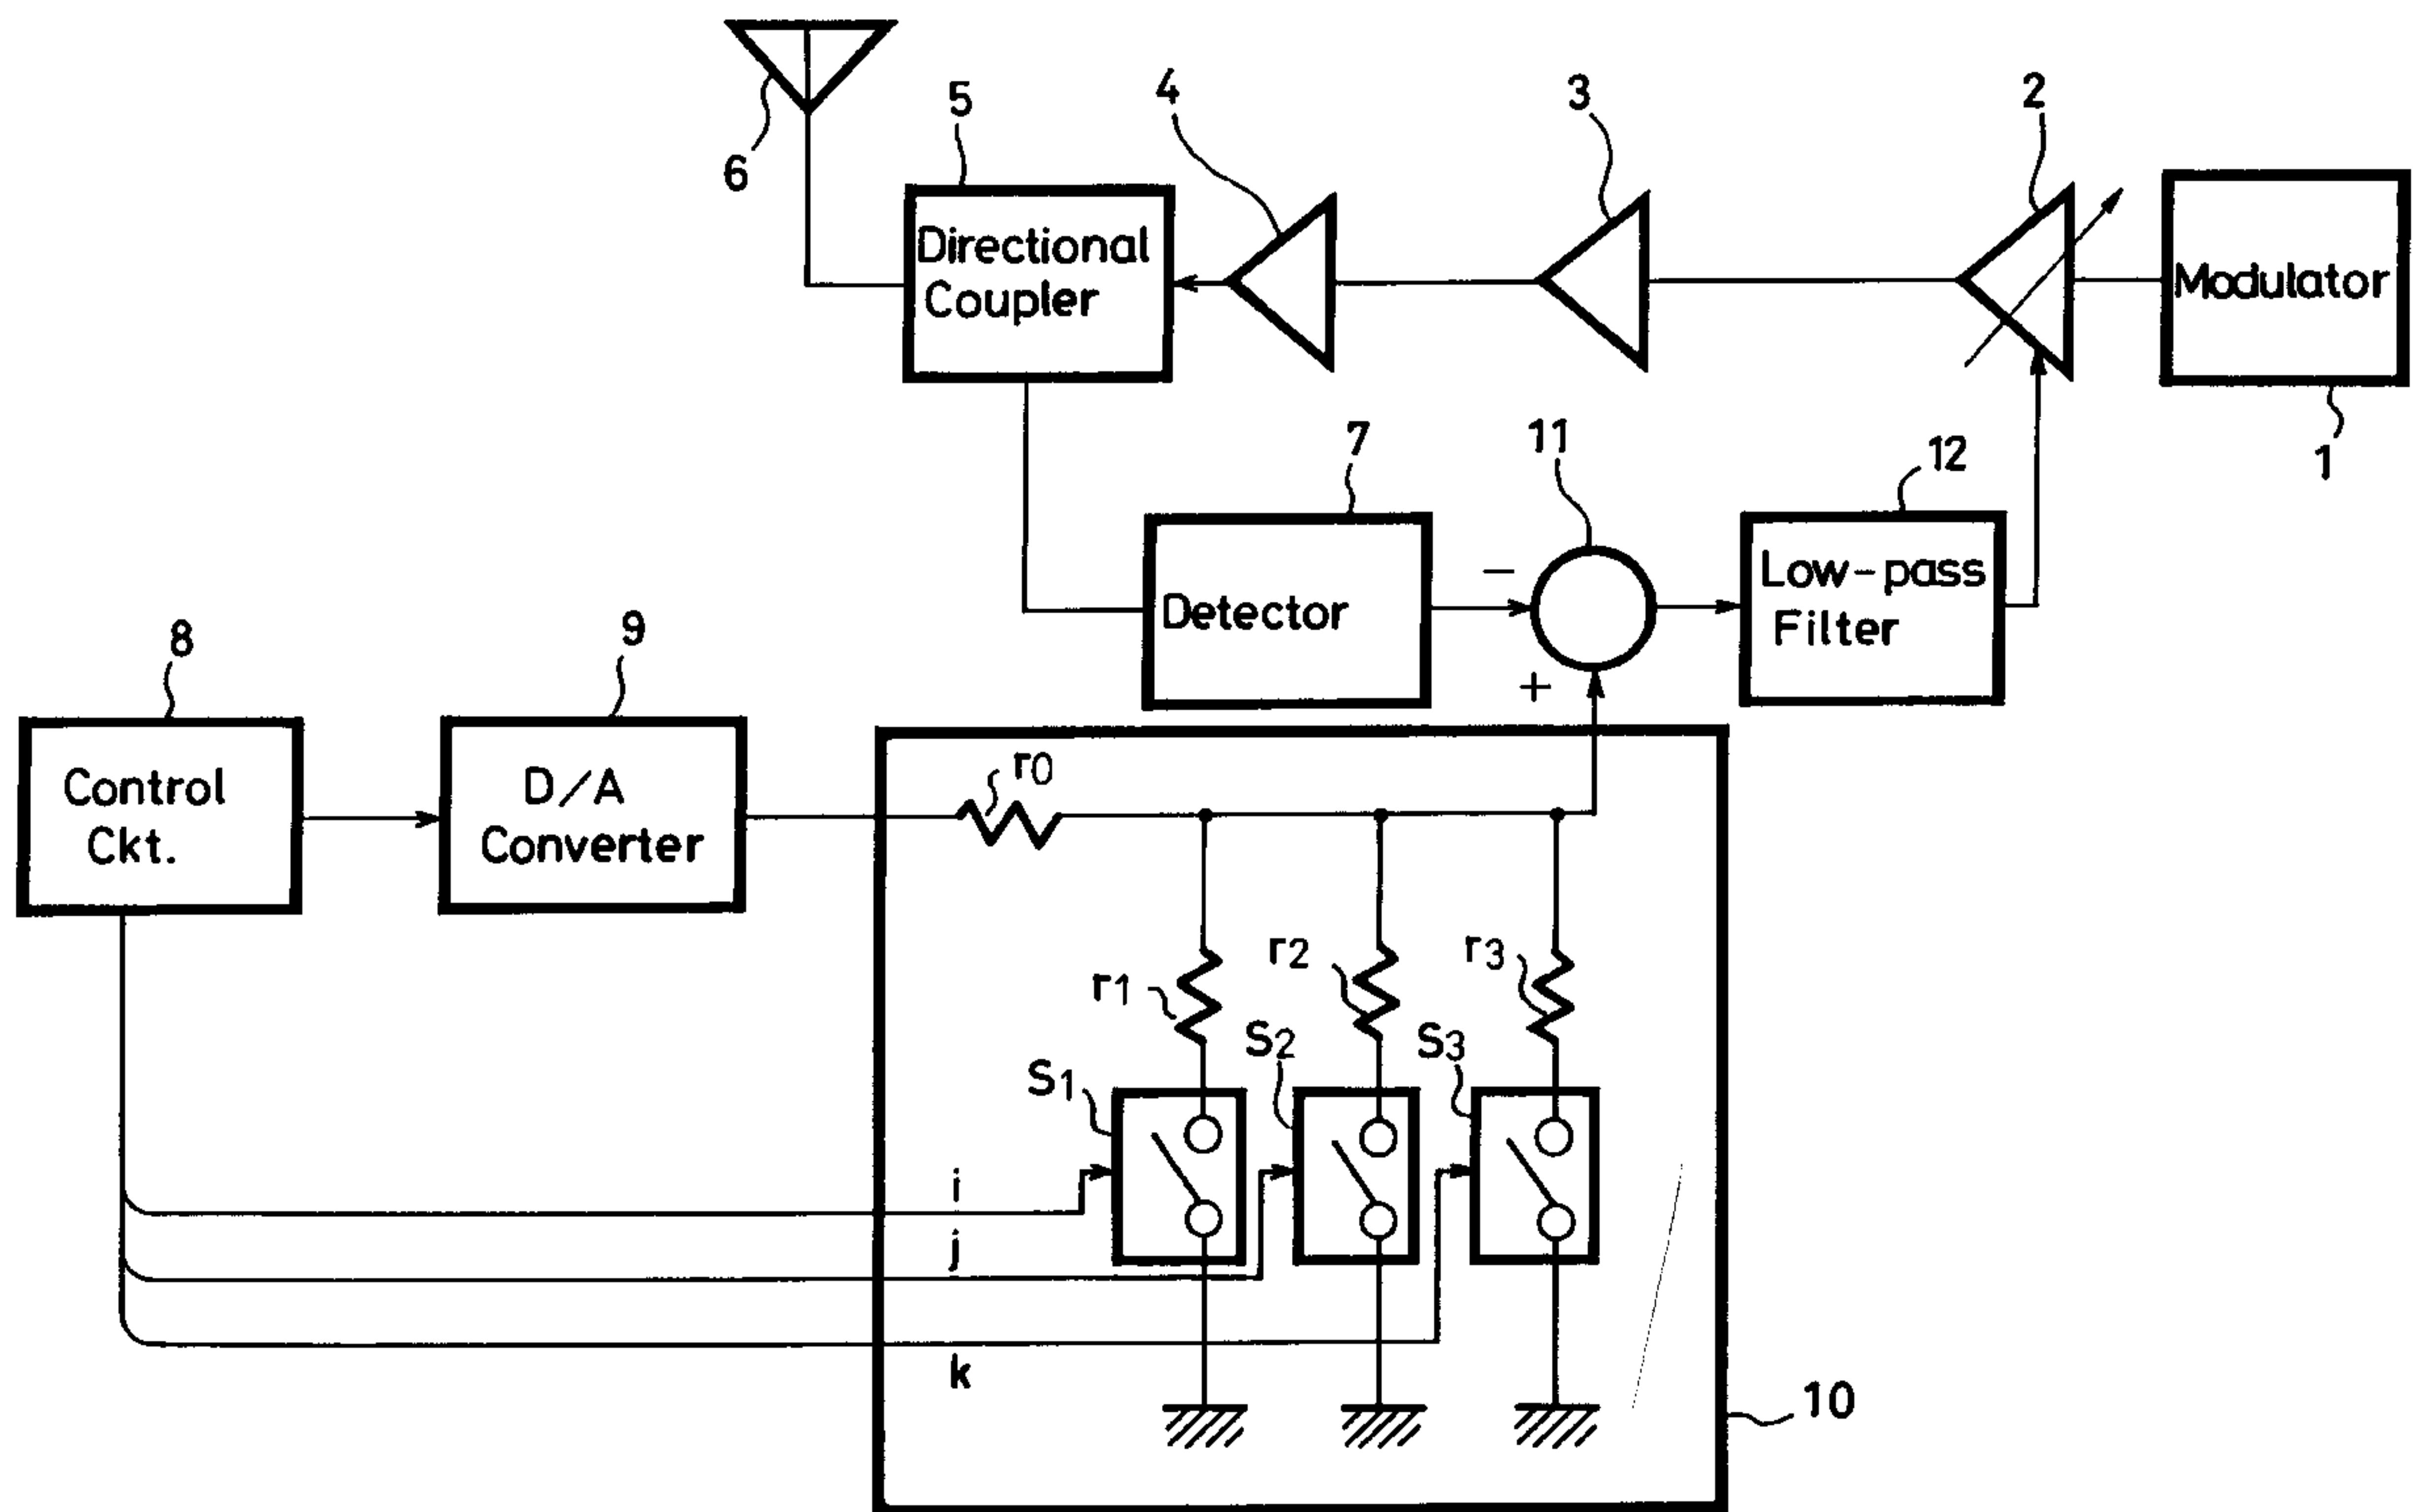 6
5
4
3
2
Directional
Coupler
Modulator
1
7
11
12
Detector
−
+
Low-pass
Filter
8
9
Control
Ckt.
D/A
Converter
r0
r1
r2
r3
S1
S2
S3
i
j
k
10